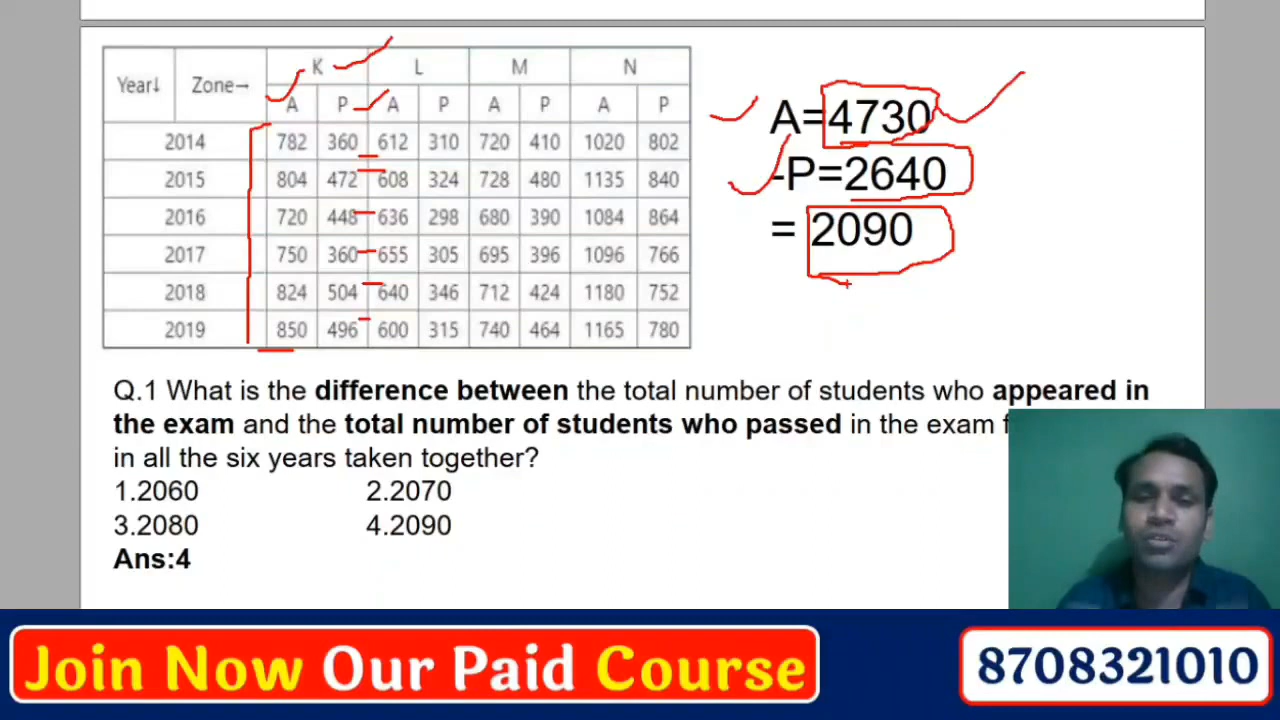 Year↓ Zone→ K L M N
A P A P A P A P
2014 782 360 612 310 720 410 1020 802
2015 804 472 608 324 728 480 1135 840
2016 720 448 636 298 680 390 1084 864
2017 750 360 655 305 695 396 1096 766
2018 824 504 640 346 712 424 1180 752
2019 850 496 600 315 740 464 1165 780
A=4730
-P=2640
= 2090
Q.1 What is the difference between the total number of students who appeared in
the exam and the total number of students who passed in the exam
in all the six years taken together?
1.2060 2.2070
3.2080 4.2090
Ans:4
Join Now Our Paid Course
8708321010